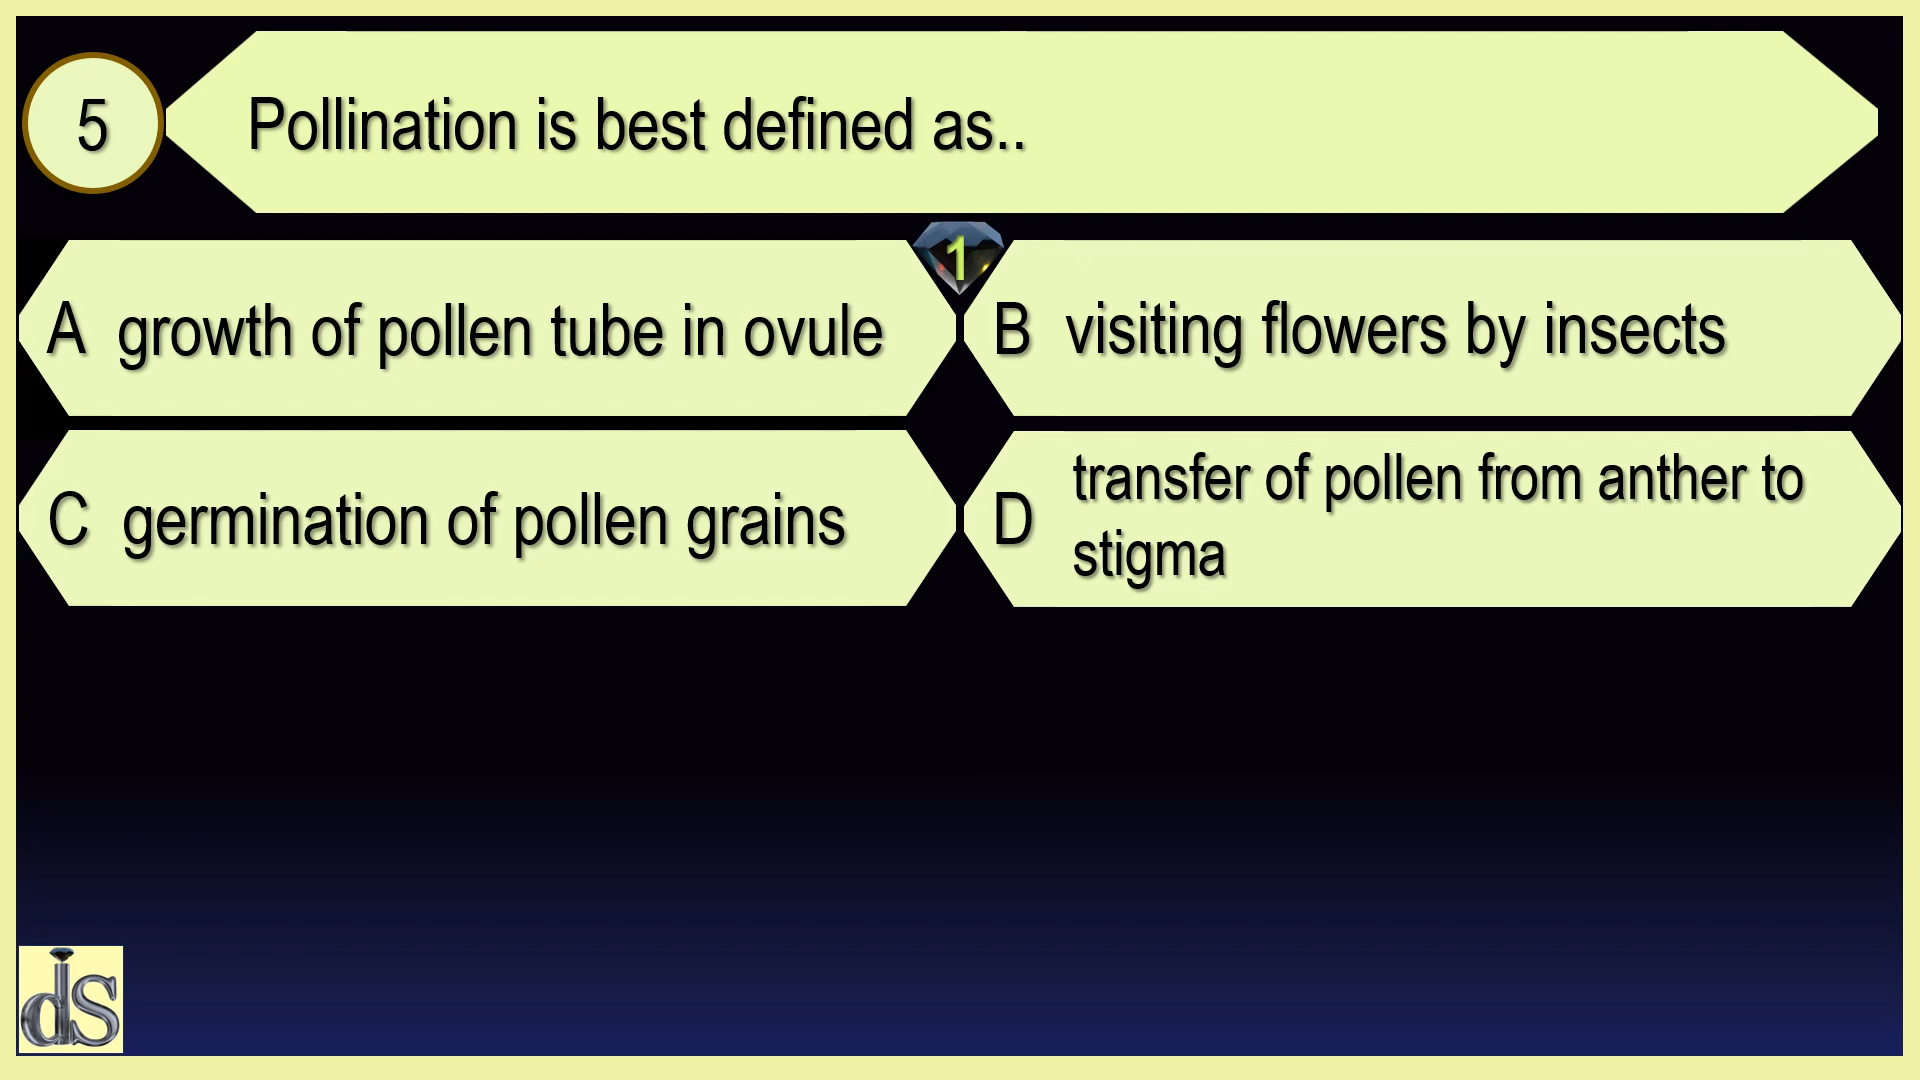 5
Pollination is best defined as..
1
A growth of pollen tube in ovule
B visiting flowers by insects
C germination of pollen grains
D transfer of pollen from anther to
stigma
ds